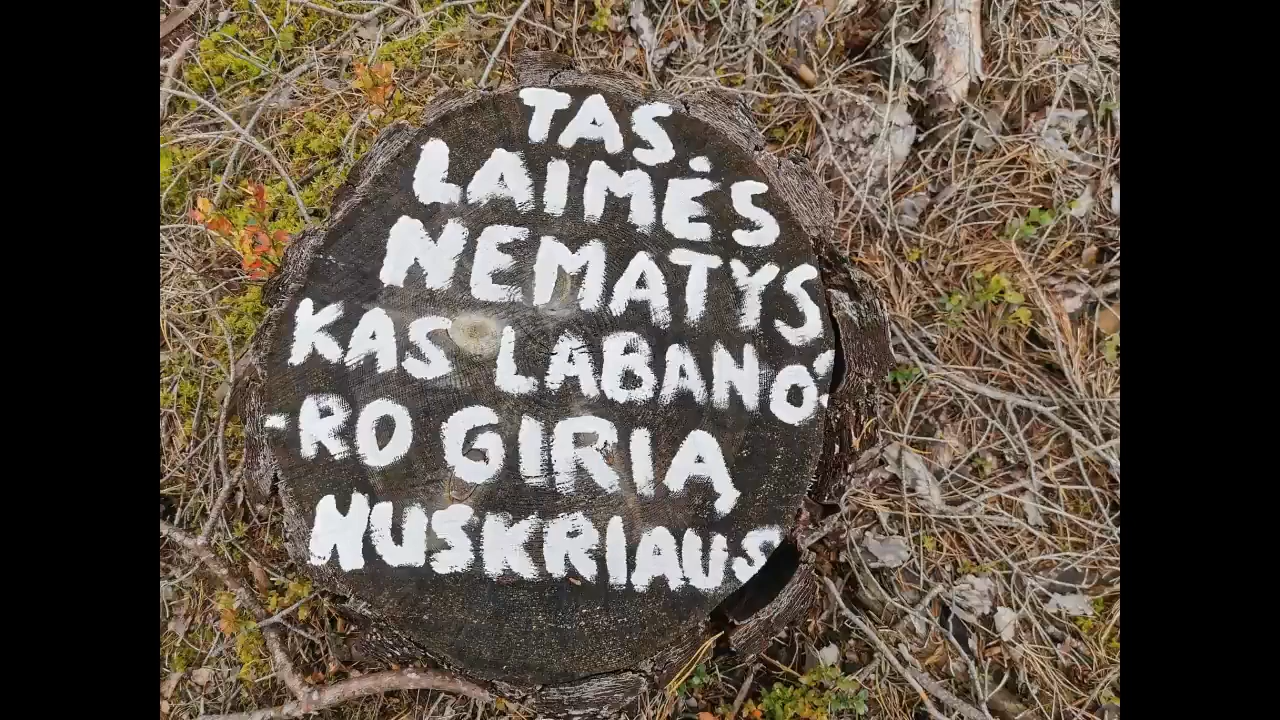 TAS
LAIMĖS
NEMATYS
KAS LABANO-
-RO GIRIĄ
NUSKRIAUS